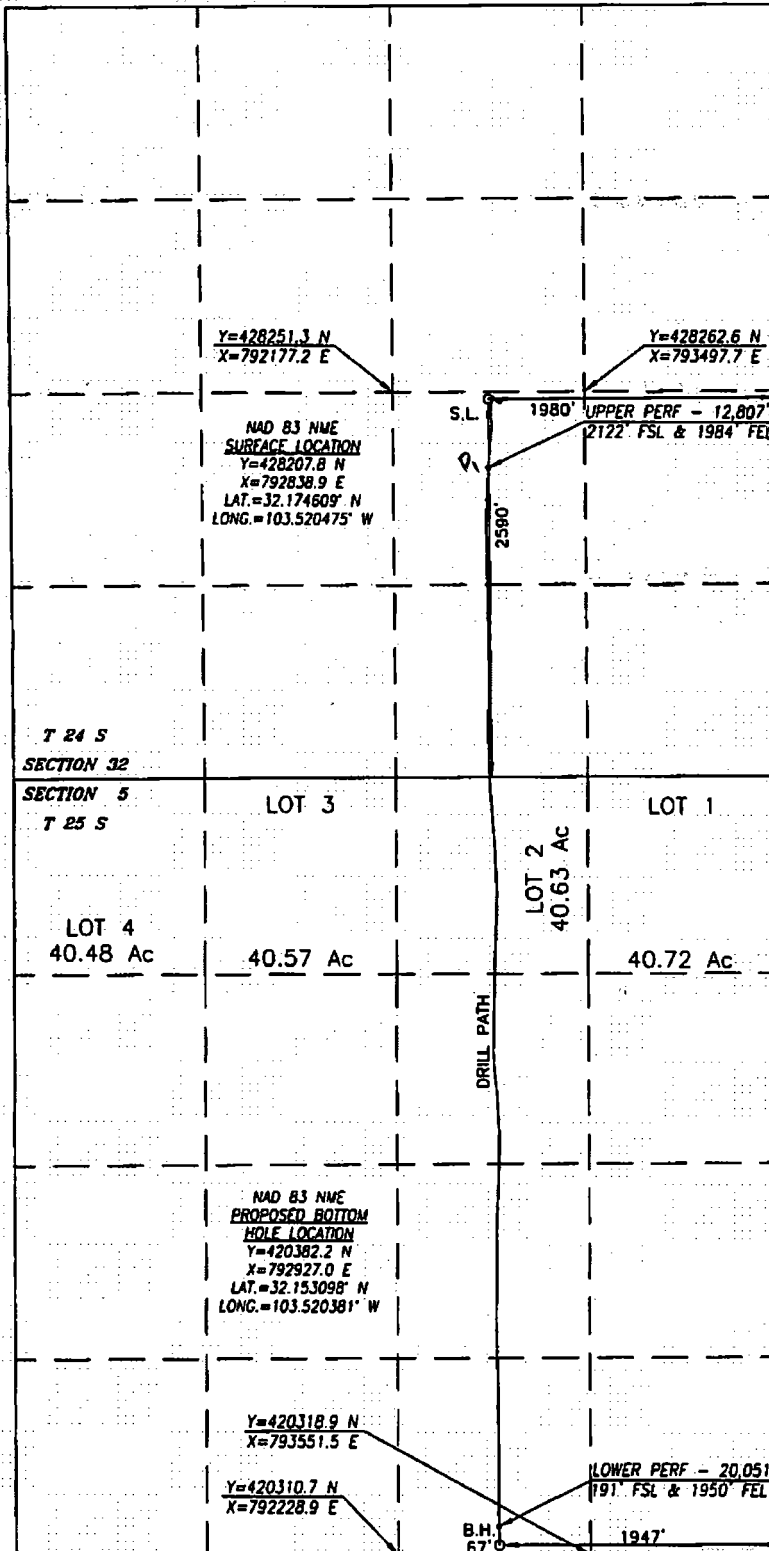 Y=428251.3 N
X=792177.2 E
Y=428262.6 N
X=793497.7 E
S.L.
1980'
UPPER PERF - 12,807'
2122' FSL & 1984' FEL
NAD 83 NME
SURFACE LOCATION
Y=428207.8 N
X=792838.9 E
LAT.=32.174609° N
LONG.=103.520475° W
2590'
T 24 S
SECTION 32
SECTION 5
T 25 S
LOT 3
LOT 1
LOT 2
40.63 Ac
LOT 4
40.48 Ac
40.57 Ac
40.72 Ac
DRILL PATH
NAD 83 NME
PROPOSED BOTTOM
HOLE LOCATION
Y=420382.2 N
X=792927.0 E
LAT.=32.153098° N
LONG.=103.520381° W
Y=420318.9 N
X=793551.5 E
Y=420310.7 N
X=792228.9 E
LOWER PERF - 20,051
191' FSL & 1950' FEL
B.H.
67'
1947'